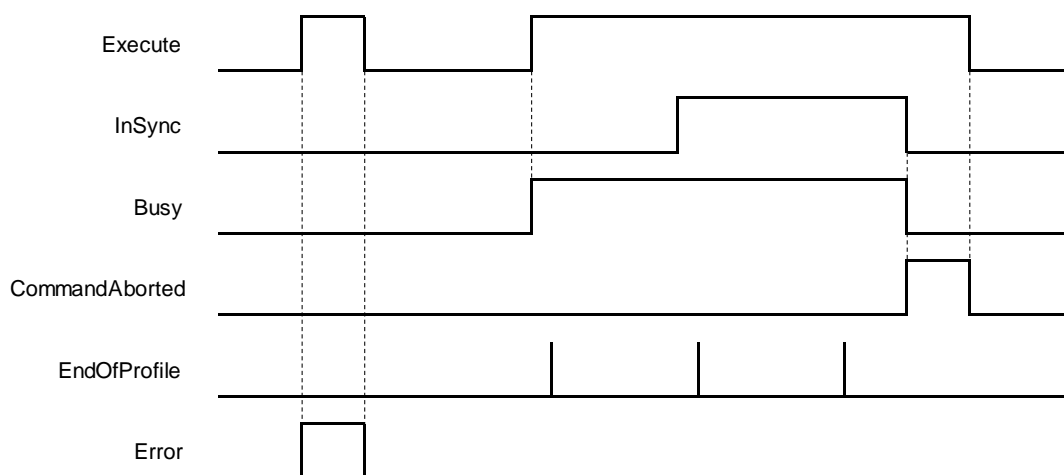 Execute
InSync
Busy
CommandAborted
EndOfProfile
Error